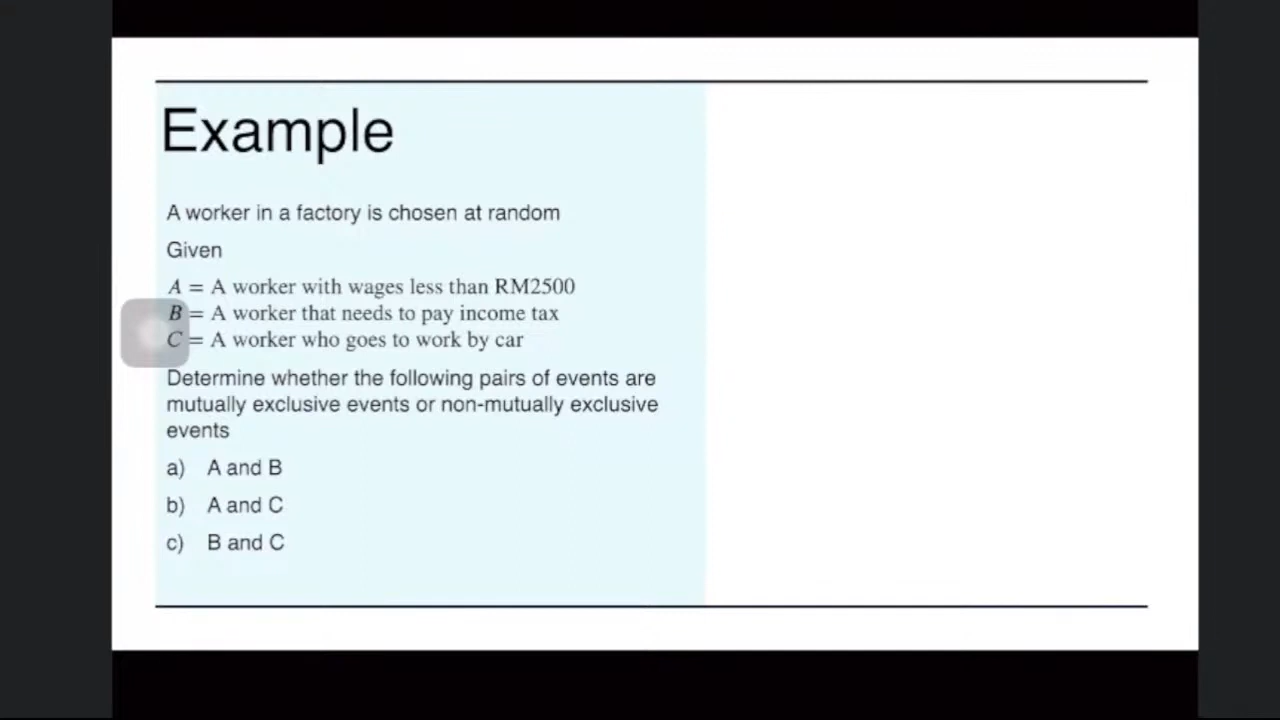 Example
A worker in a factory is chosen at random
Given
A = A worker with wages less than RM2500
B = A worker that needs to pay income tax
C = A worker who goes to work by car
Determine whether the following pairs of events are
mutually exclusive events or non-mutually exclusive
events
a) A and B
b) A and C
c) B and C